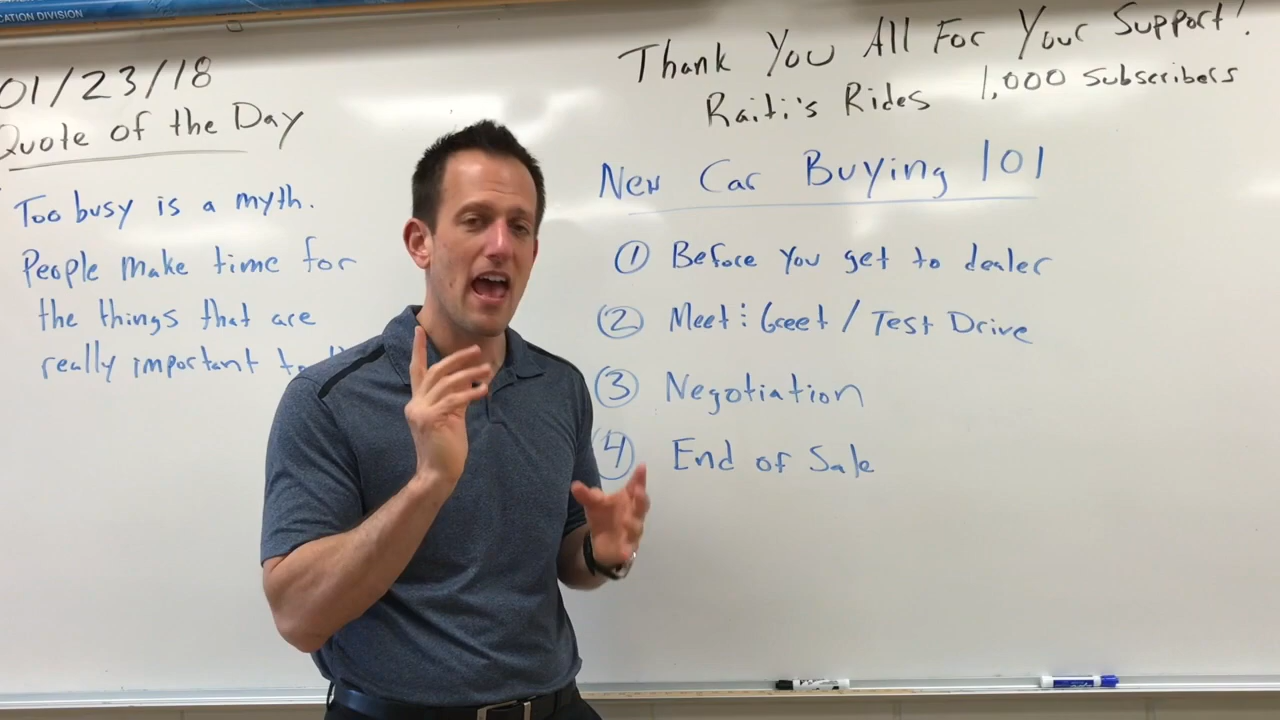 CATION DIVISION
01/23/18
Quote of the Day
Too busy is a myth.
People make time for
the things that are
really important to
Thank You All For Your Support!
Raiti's Rides 1,000 subscribers
New Car Buying 101
1 Before you get to dealer
2 Meet & Greet / Test Drive
3 Negotiation
4 End of Sale